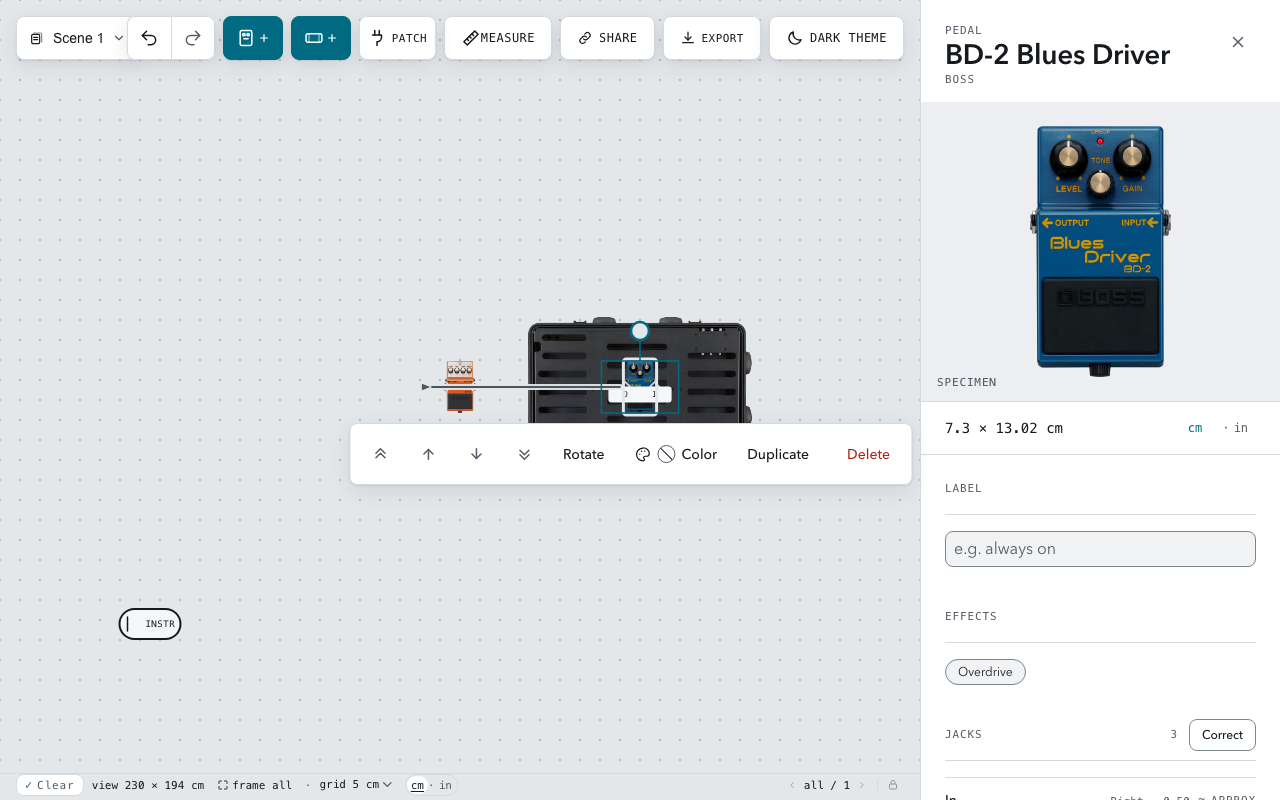 Scene 1
+
+
PATCH
MEASURE
SHARE
EXPORT
DARK THEME
PEDAL
BD-2 Blues Driver
BOSS
CHECK
TONE
LEVEL
GAIN
OUTPUT
INPUT
Blues
Driver
BD-2
BOSS
SPECIMEN
7.3 × 13.02 cm
cm · in
LABEL
e.g. always on
EFFECTS
Overdrive
JACKS
3
Correct
Rotate
Color
Duplicate
Delete
INSTR
✓ Clear
view 230 × 194 cm
frame all
· grid 5 cm
cm · in
all / 1